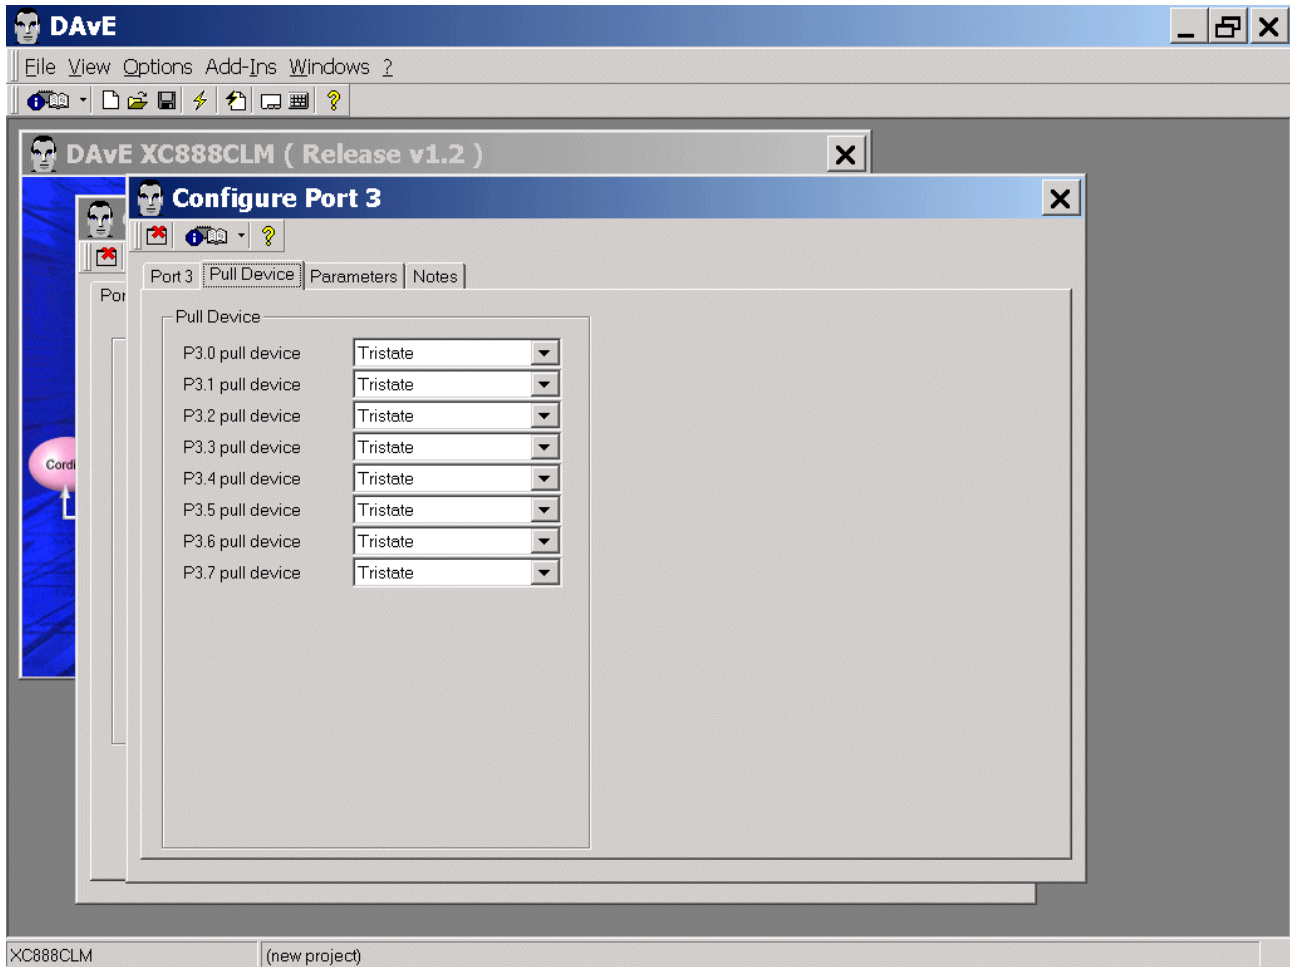 DAvE
File View Options Add-Ins Windows ?
DAvE XC888CLM ( Release v1.2 )
Configure Port 3
Port 3 Pull Device Parameters Notes
Por
Pull Device
P3.0 pull device Tristate
P3.1 pull device Tristate
P3.2 pull device Tristate
P3.3 pull device Tristate
P3.4 pull device Tristate
Cordi
P3.5 pull device Tristate
P3.6 pull device Tristate
P3.7 pull device Tristate
XC888CLM (new project)